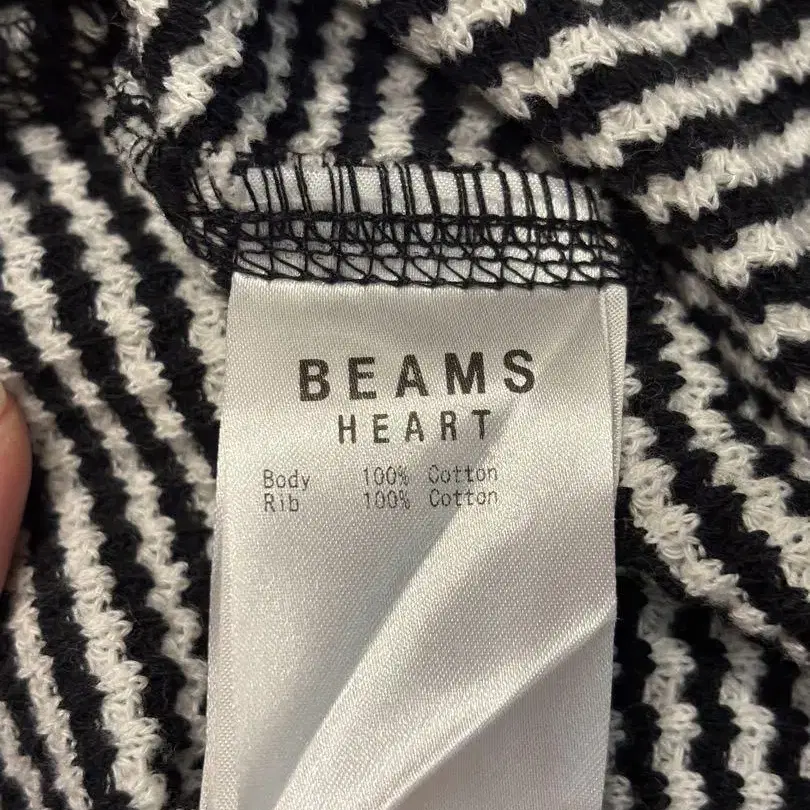 BEAMS
HEART
Body 100% Cotton
Rib 100% Cotton